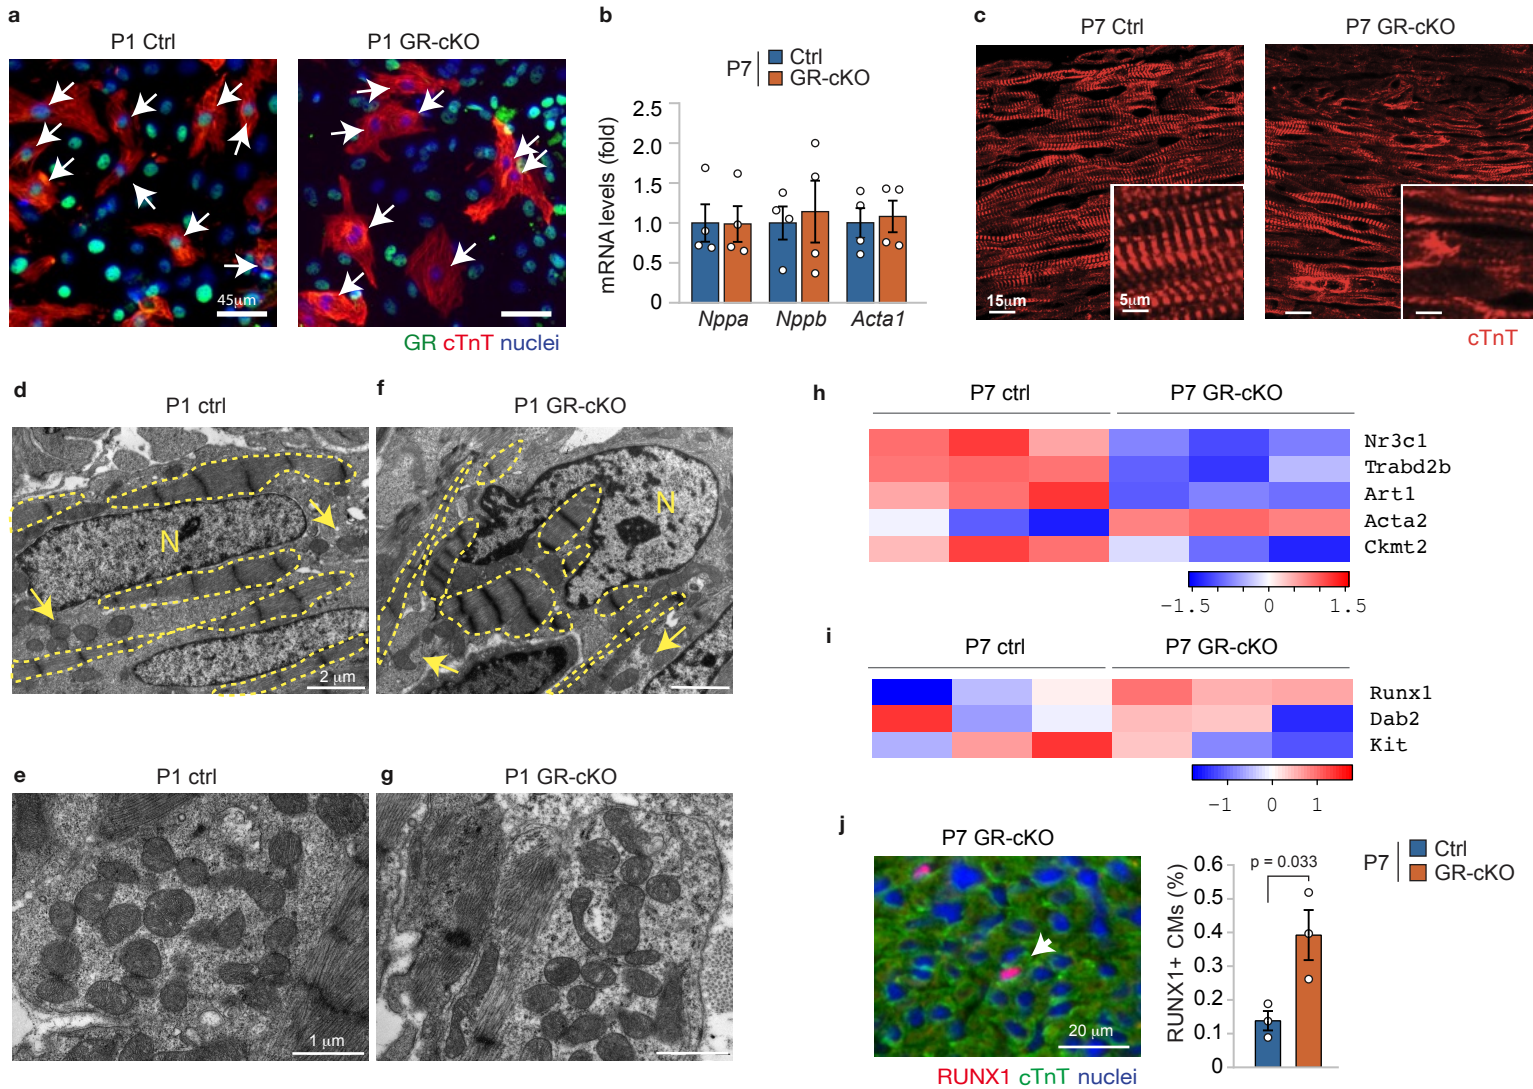 a
P1 Ctrl
P1 GR-cKO
45μm
GR cTnT nuclei
b
P7
Ctrl
GR-cKO
mRNA levels (fold)
2.5
2.0
1.5
1.0
0.5
0
Nppa
Nppb
Acta1
c
P7 Ctrl
P7 GR-cKO
15μm
5μm
cTnT
d
P1 ctrl
N
2 μm
f
P1 GR-cKO
N
e
P1 ctrl
1 μm
g
P1 GR-cKO
h
P7 ctrl
P7 GR-cKO
Nr3c1
Trabd2b
Art1
Acta2
Ckmt2
−1.5 0 1.5
i
P7 ctrl
P7 GR-cKO
Runx1
Dab2
Kit
−1 0 1
j
P7 GR-cKO
20 μm
RUNX1 cTnT nuclei
P7
Ctrl
GR-cKO
p = 0.033
RUNX1+ CMs (%)
0.6
0.5
0.4
0.3
0.2
0.1
0